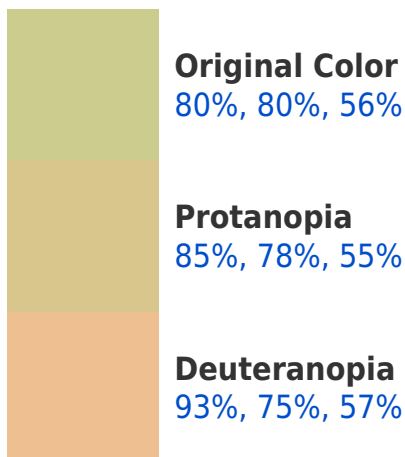 Original Color
80%, 80%, 56%
Protanopia
85%, 78%, 55%
Deuteranopia
93%, 75%, 57%